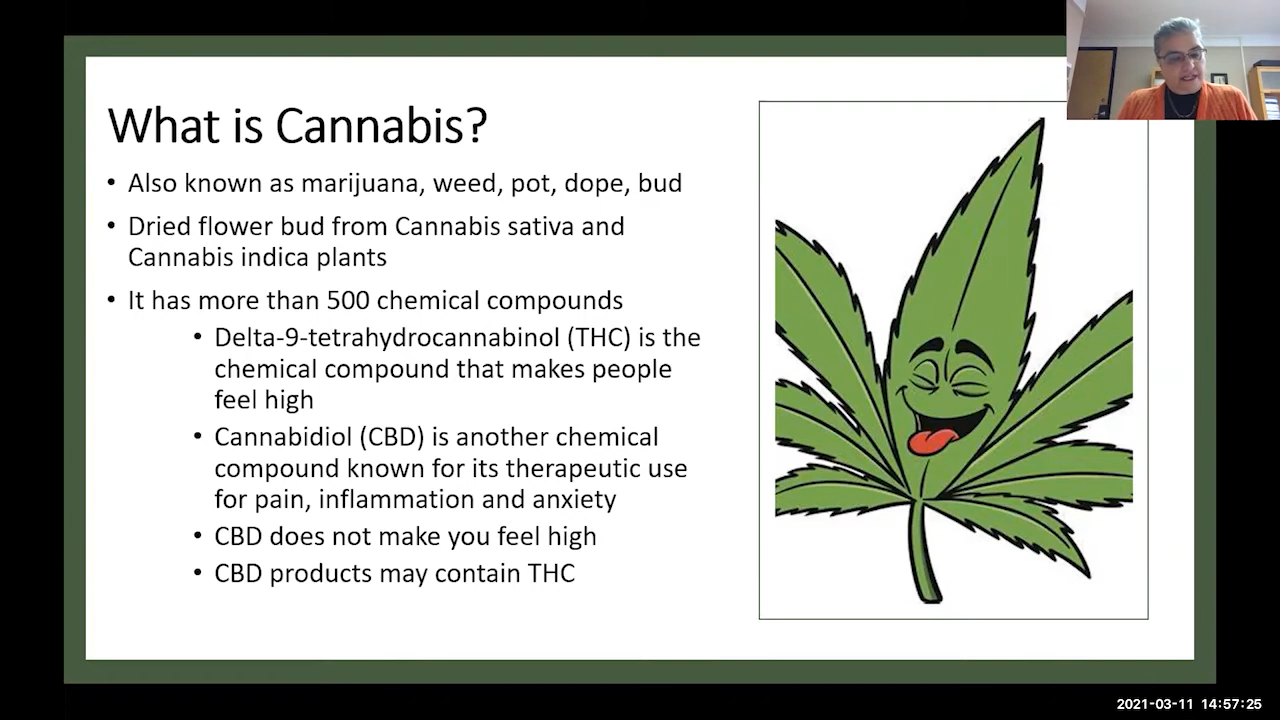 What is Cannabis?
• Also known as marijuana, weed, pot, dope, bud
• Dried flower bud from Cannabis sativa and
Cannabis indica plants
• It has more than 500 chemical compounds
• Delta-9-tetrahydrocannabinol (THC) is the
chemical compound that makes people
feel high
• Cannabidiol (CBD) is another chemical
compound known for its therapeutic use
for pain, inflammation and anxiety
• CBD does not make you feel high
• CBD products may contain THC
2021-03-11 14:57:25